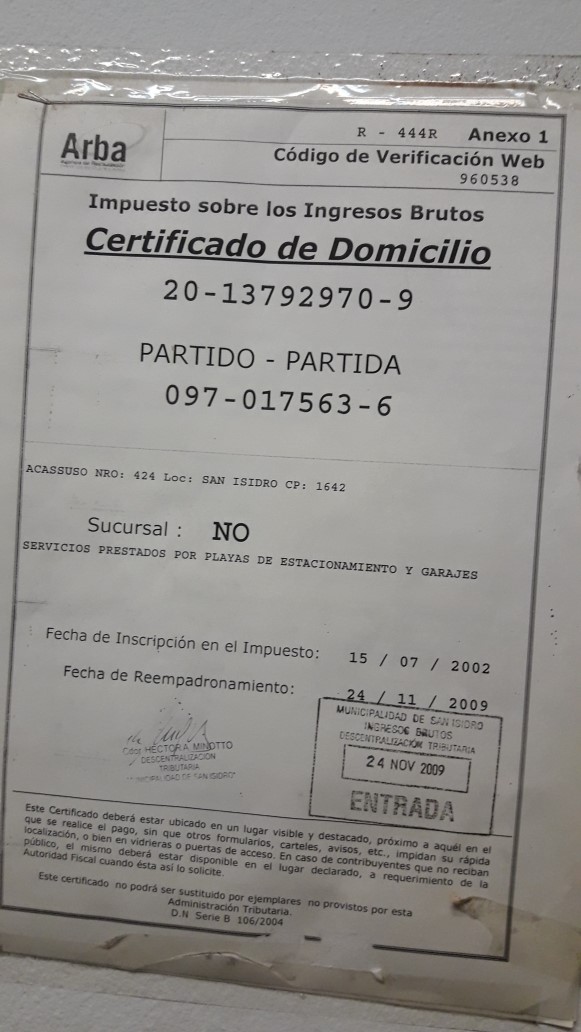 Arba
R - 444R Anexo 1
Código de Verificación Web
960538
Impuesto sobre los Ingresos Brutos
Certificado de Domicilio
20-13792970-9
PARTIDO - PARTIDA
097-017563-6
ACASSUSO NRO: 424 Loc: SAN ISIDRO CP: 1642
Sucursal : NO
SERVICIOS PRESTADOS POR PLAYAS DE ESTACIONAMIENTO Y GARAJES
Fecha de Inscripción en el Impuesto: 15 / 07 / 2002
Fecha de Reempadronamiento: 24 / 11 / 2009
HECTOR A. MINOTTO
DESCENTRALIZACION
TRIBUTARIA
MUNICIPALIDAD DE SAN ISIDRO
MUNICIPALIDAD DE SAN ISIDRO
INGRESOS BRUTOS
DESCENTRALIZACIÓN TRIBUTARIA
24 NOV 2009
ENTRADA
Este Certificado deberá estar ubicado en un lugar visible y destacado, próximo a aquél en el
que se realice el pago, sin que otros formularios, carteles, avisos, etc., impidan su rápida
localización, o bien en vidrieras o puertas de acceso. En caso de contribuyentes que no reciban
público, el mismo deberá estar disponible en el lugar declarado, a requerimiento de la
Autoridad Fiscal cuando ésta así lo solicite.
Este certificado no podrá ser sustituido por ejemplares no provistos por esta
Administración Tributaria.
D.N Serie B 106/2004